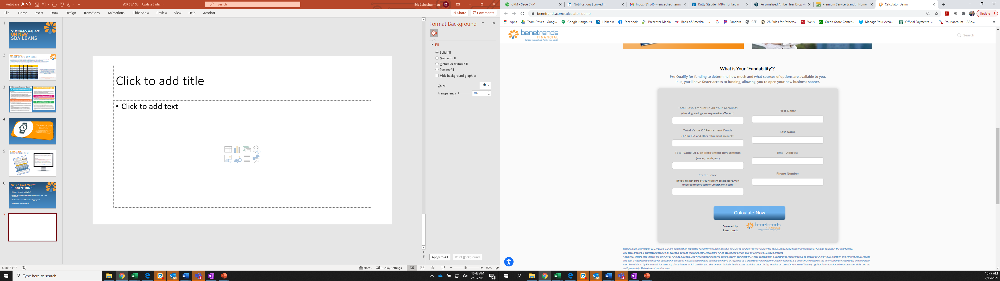 AutoSave Off
zOR SBA Stim Update Slides
Search
Eric Schechterman ES
File Home Insert Draw Design Transitions Animations Slide Show Review View Help Acrobat
Share Comments
1
STIMULUS IMPACT
ON NEW
SBA LOANS
2
Stimulus
impact on new SBA loans
3
SBA Loan Process Guide
1. Pre-Qualification
4. Bank Approval
5. Loan Closing
4
Time is of the
Essence
5
Tools to
drive engagement
6
BEST PRACTICE
SUGGESTIONS
• What are the banks looking for?
• What other programs are people using to day to fund a new
business?
• Can I combine a few different funding program?
• What should I be cautious of?
7
Click to add title
• Click to add text
Format Background
Fill
Solid fill
Gradient fill
Picture or texture fill
Pattern fill
Hide background graphics
Color
Transparency 0%
Apply to All Reset Background
Slide 7 of 7
Notes Display Settings 90%
Type here to search
10:47 AM
2/15/2021
21
CRM - Sage CRM
Notifications | LinkedIn
Inbox (21,546) - eric.schechterm
Kutty Stauder, MBA | LinkedIn
Personalized Amber Tear Drop A
Premium Service Brands | Home
Calculator Demo
benetrends.com/calculator-demo
Update
Apps Team Drives - Goog... Google Hangouts LinkedIn Facebook Presenter Media Bank of America —... Pandora CFE 28 Rules for Fathers... Wells Credit Score Center... Manage Your Acco... Official Payments -... Your account – AAd...
benetrends
FINANCIAL
Funding your business. Fueling your growth.
Search
What is Your "Fundability"?
Pre-Qualify for funding to determine how much and what sources of options are available to you.
Plus, you'll have faster access to funding, allowing you to open your new business sooner.
Total Cash Amount In All Your Accounts
(checking, savings, money market, CDs, etc.)
Total Value Of Retirement Funds
(401(k), IRA, and other retirement accounts)
Total Value Of Non-Retirement Investments
(stocks, bonds, etc.)
Credit Score
(If you are not sure of your current credit score, visit
freecreditreport.com or CreditKarma.com)
First Name
Last Name
Email Address
Phone Number
Calculate Now
Powered by
Benetrends
benetrends
FINANCIAL
Funding your business. Fueling your growth.
Based on the information you entered, our pre-qualification estimator has determined the possible amount of funding you may qualify for above, as well as a further breakdown of funding options in the chart below.
This total amount is estimated based on all available options, including cash, retirement funds, stocks and bonds, plus an estimated SBA loan amount.
Additional factors may impact the amount of funding available, and not all funding options can be used in combination. Please consult with a Benetrends representative to discuss your individual situation and confirm actual results.
This tool is intended to be used for educational purposes. Results should not be deemed definitive or regarded as a promise or final determination of funding. It is an estimate based on the information provided to us, and therefore
must be validated by Benetrends for accuracy. Some factors which could impact this amount include: liquid assets available after closing, outside or secondary source of income, applicable or transferable management skills and the
ability to satisfy SBA collateral requirements.
10:47 AM
2/15/2021